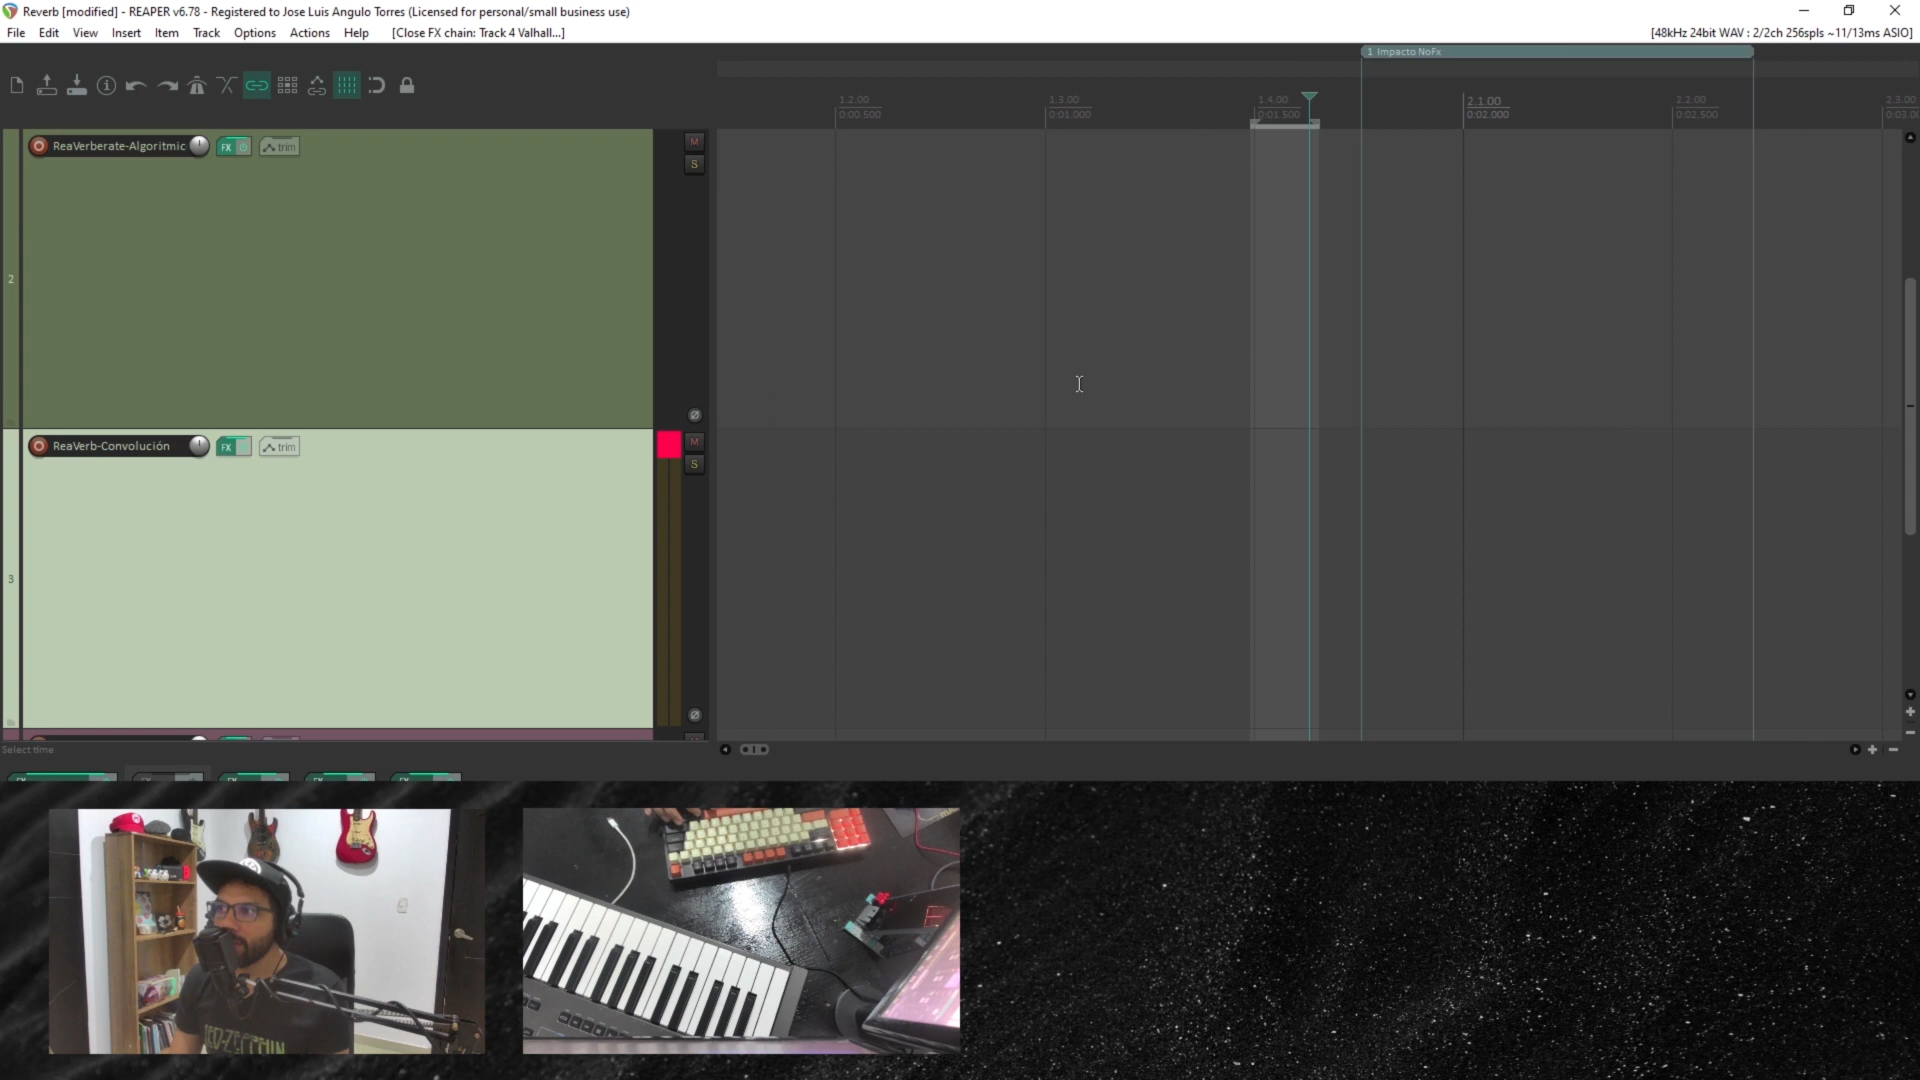 Reverb [modified] - REAPER v6.78 - Registered to Jose Luis Angulo Torres (Licensed for personal/small business use)
File Edit View Insert Item Track Options Actions Help [Close FX chain: Track 4 Valhall...] [48kHz 24bit WAV : 2/2ch 256spls ~11/13ms ASIO]
1 Impacto NoFx
1.2.00 1.3.00 1.4.00 2.1.00 2.2.00 2.3.00
0:00.500 0:01.000 0:01.500 0:02.000 0:02.500
ReaVerberate-Algoritmic FX trim M
S
2
ReaVerb-Convolución FX trim M
S
3
Select time